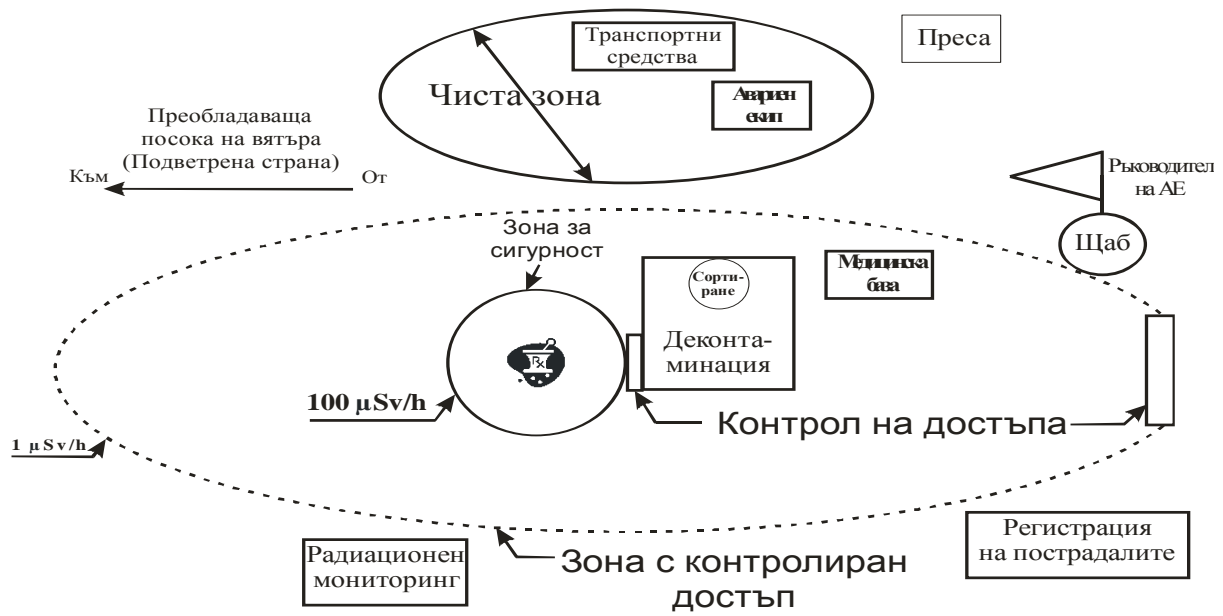 Транспортни
средства
Преса
Чиста зона
Авариен
екип
Преобладаваща
посока на вятъра
(Подветрена страна)
Към
От
Ръководител
на АЕ
Щаб
Зона за
сигурност
Сорти-
ране
Медицинска
база
Деконта-
минация
100 µSv/h
Контрол на достъпа
1 µSv/h
Rx
Регистрация
на пострадалите
Радиационен
мониторинг
Зона с контролиран
достъп